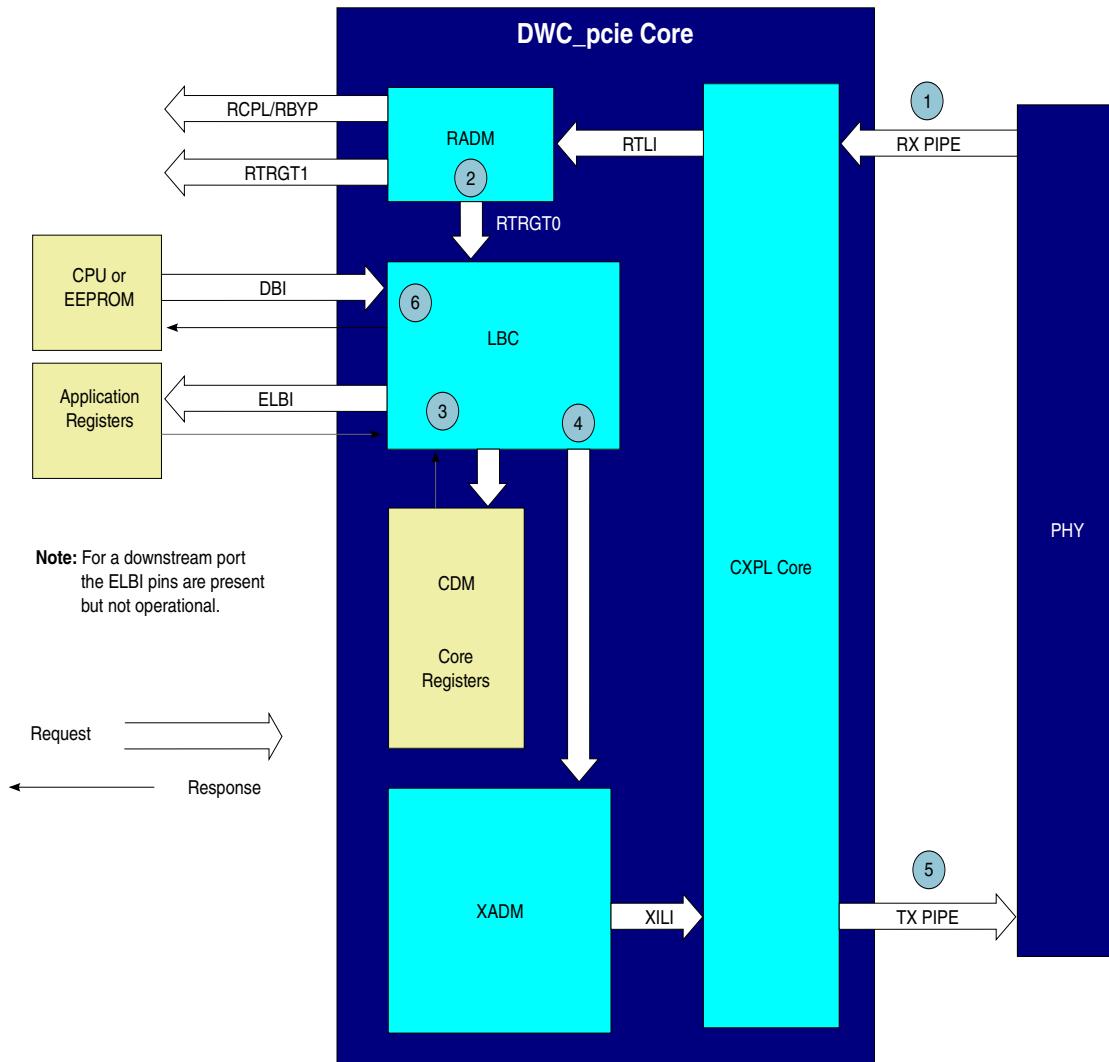 DWC_pcie Core
1
RCPL/RBYP
RADM
RTLI
RX PIPE
RTRGT1
2
RTRGT0
CPU or
EEPROM
DBI
6
LBC
Application
Registers
ELBI
3
4
Note: For a downstream port
the ELBI pins are present
but not operational.
CDM
Core
Registers
CXPL Core
PHY
Request
Response
5
XADM
XILI
TX PIPE